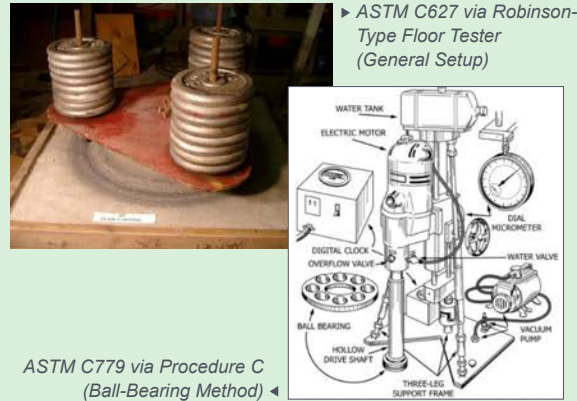 ▶ ASTM C627 via Robinson-
Type Floor Tester
(General Setup)
WATER TANK
ELECTRIC MOTOR
DIAL
MICROMETER
DIGITAL CLOCK
OVERFLOW VALVE
WATER VALVE
BALL BEARING
VACUUM
PUMP
HOLLOW
DRIVE SHAFT
THREE-LEG
SUPPORT FRAME
ASTM C779 via Procedure C
(Ball-Bearing Method) ◀